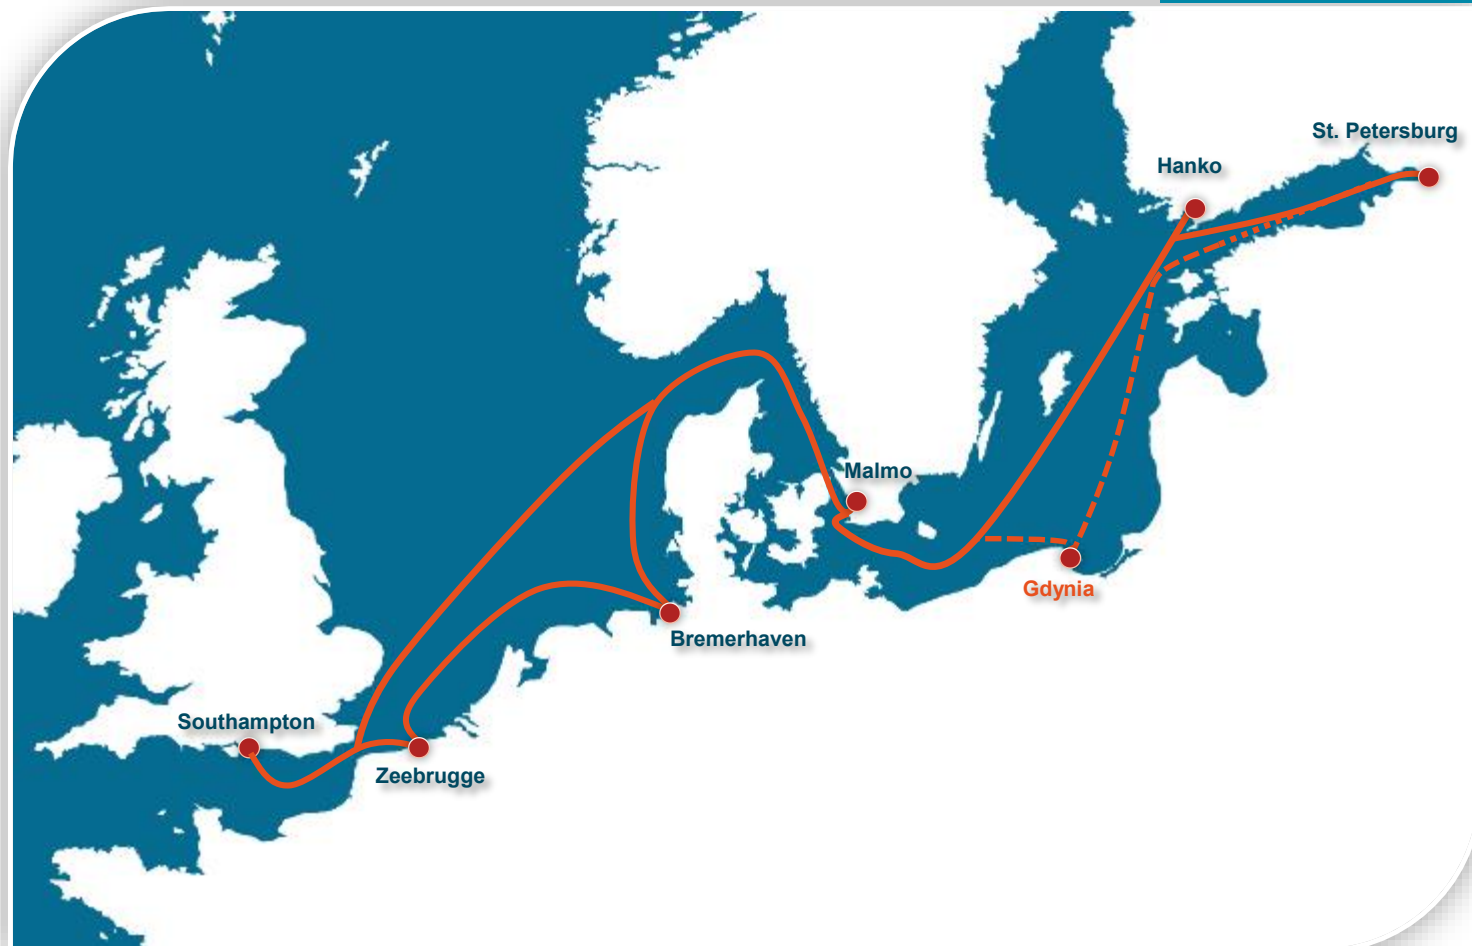 St. Petersburg
Hanko
Malmo
Gdynia
Bremerhaven
Southampton
Zeebrugge